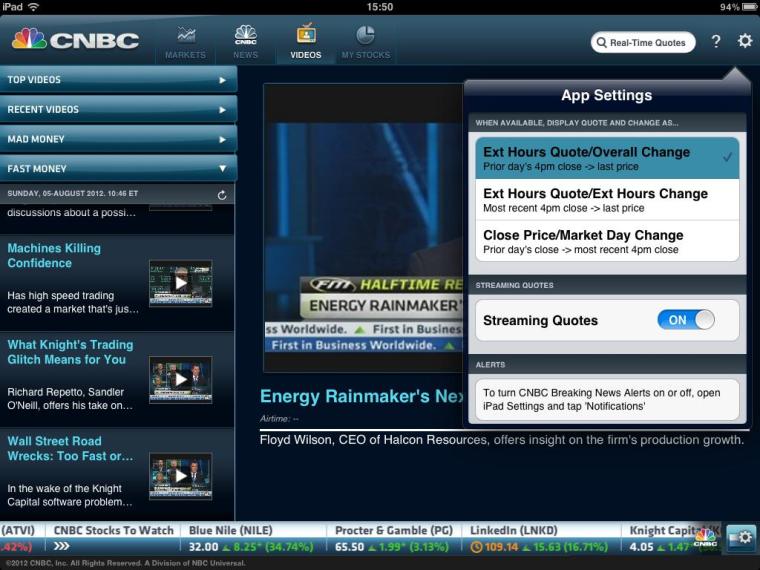 iPad 15:50 94%
CNBC
MARKETS NEWS VIDEOS MY STOCKS
Real-Time Quotes ?
TOP VIDEOS
RECENT VIDEOS
MAD MONEY
FAST MONEY
SUNDAY, 05-AUGUST 2012. 10:46 ET
discussions about a possi...
Machines Killing
Confidence
Has high speed trading
created a market that's jus...
What Knight's Trading
Glitch Means for You
Richard Repetto, Sandler
O'Neill, offers his take on...
Wall Street Road
Wrecks: Too Fast or...
In the wake of the Knight
Capital software problem...
FM HALFTIME RE
ENERGY RAINMAKER'
ss Worldwide. ▲ First in Busines
First in Business Worldwide. ▲
Energy Rainmaker's Nex
Airtime: --
Floyd Wilson, CEO of Halcon Resources, offers insight on the firm's production growth.
App Settings
WHEN AVAILABLE, DISPLAY QUOTE AND CHANGE AS...
Ext Hours Quote/Overall Change
Prior day's 4pm close -> last price
Ext Hours Quote/Ext Hours Change
Most recent 4pm close -> last price
Close Price/Market Day Change
Prior day's close -> most recent 4pm close
STREAMING QUOTES
Streaming Quotes ON
ALERTS
To turn CNBC Breaking News Alerts on or off, open
iPad Settings and tap 'Notifications'
(ATVI) CNBC Stocks To Watch Blue Nile (NILE) Procter & Gamble (PG) LinkedIn (LNKD) Knight Capital (K
.42%) 32.00 ▲ 8.25* (34.74%) 65.50 ▲ 1.99* (3.13%) 109.14 ▲ 15.63 (16.71%) 4.05 ▲ 1.47*
CNBC
©2012 CNBC, Inc. All Rights Reserved. A Division of NBC Universal.